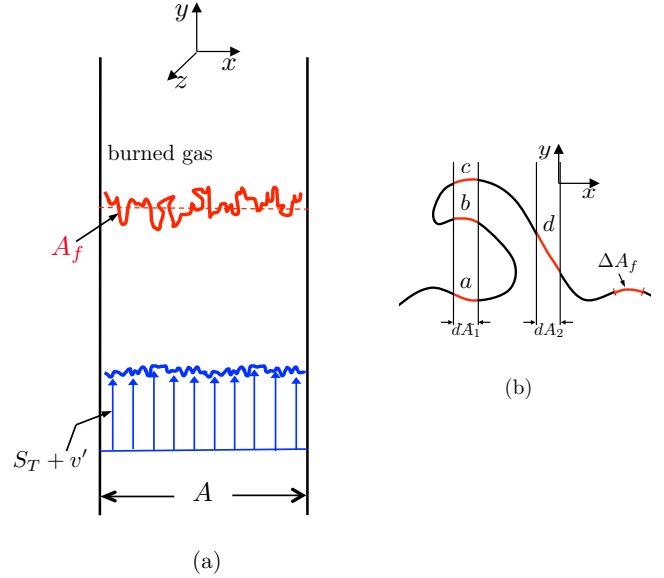 y
x
z
burned gas
A_f
S_T + v'
A
(a)
y
x
c
b
d
a
ΔA_f
dA_1
dA_2
(b)